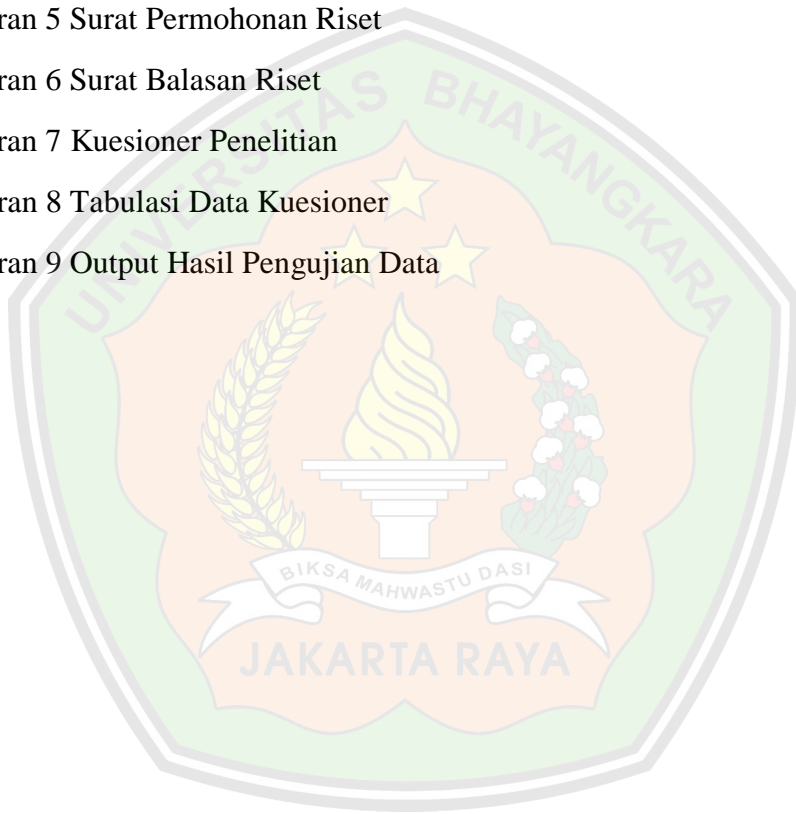 ran 5 Surat Permohonan Riset
ran 6 Surat Balasan Riset
ran 7 Kuesioner Penelitian
ran 8 Tabulasi Data Kuesioner
ran 9 Output Hasil Pengujian Data
UNIVERSITAS BHAYANGKARA
BIKSA MAHWASTU DASI
JAKARTA RAYA